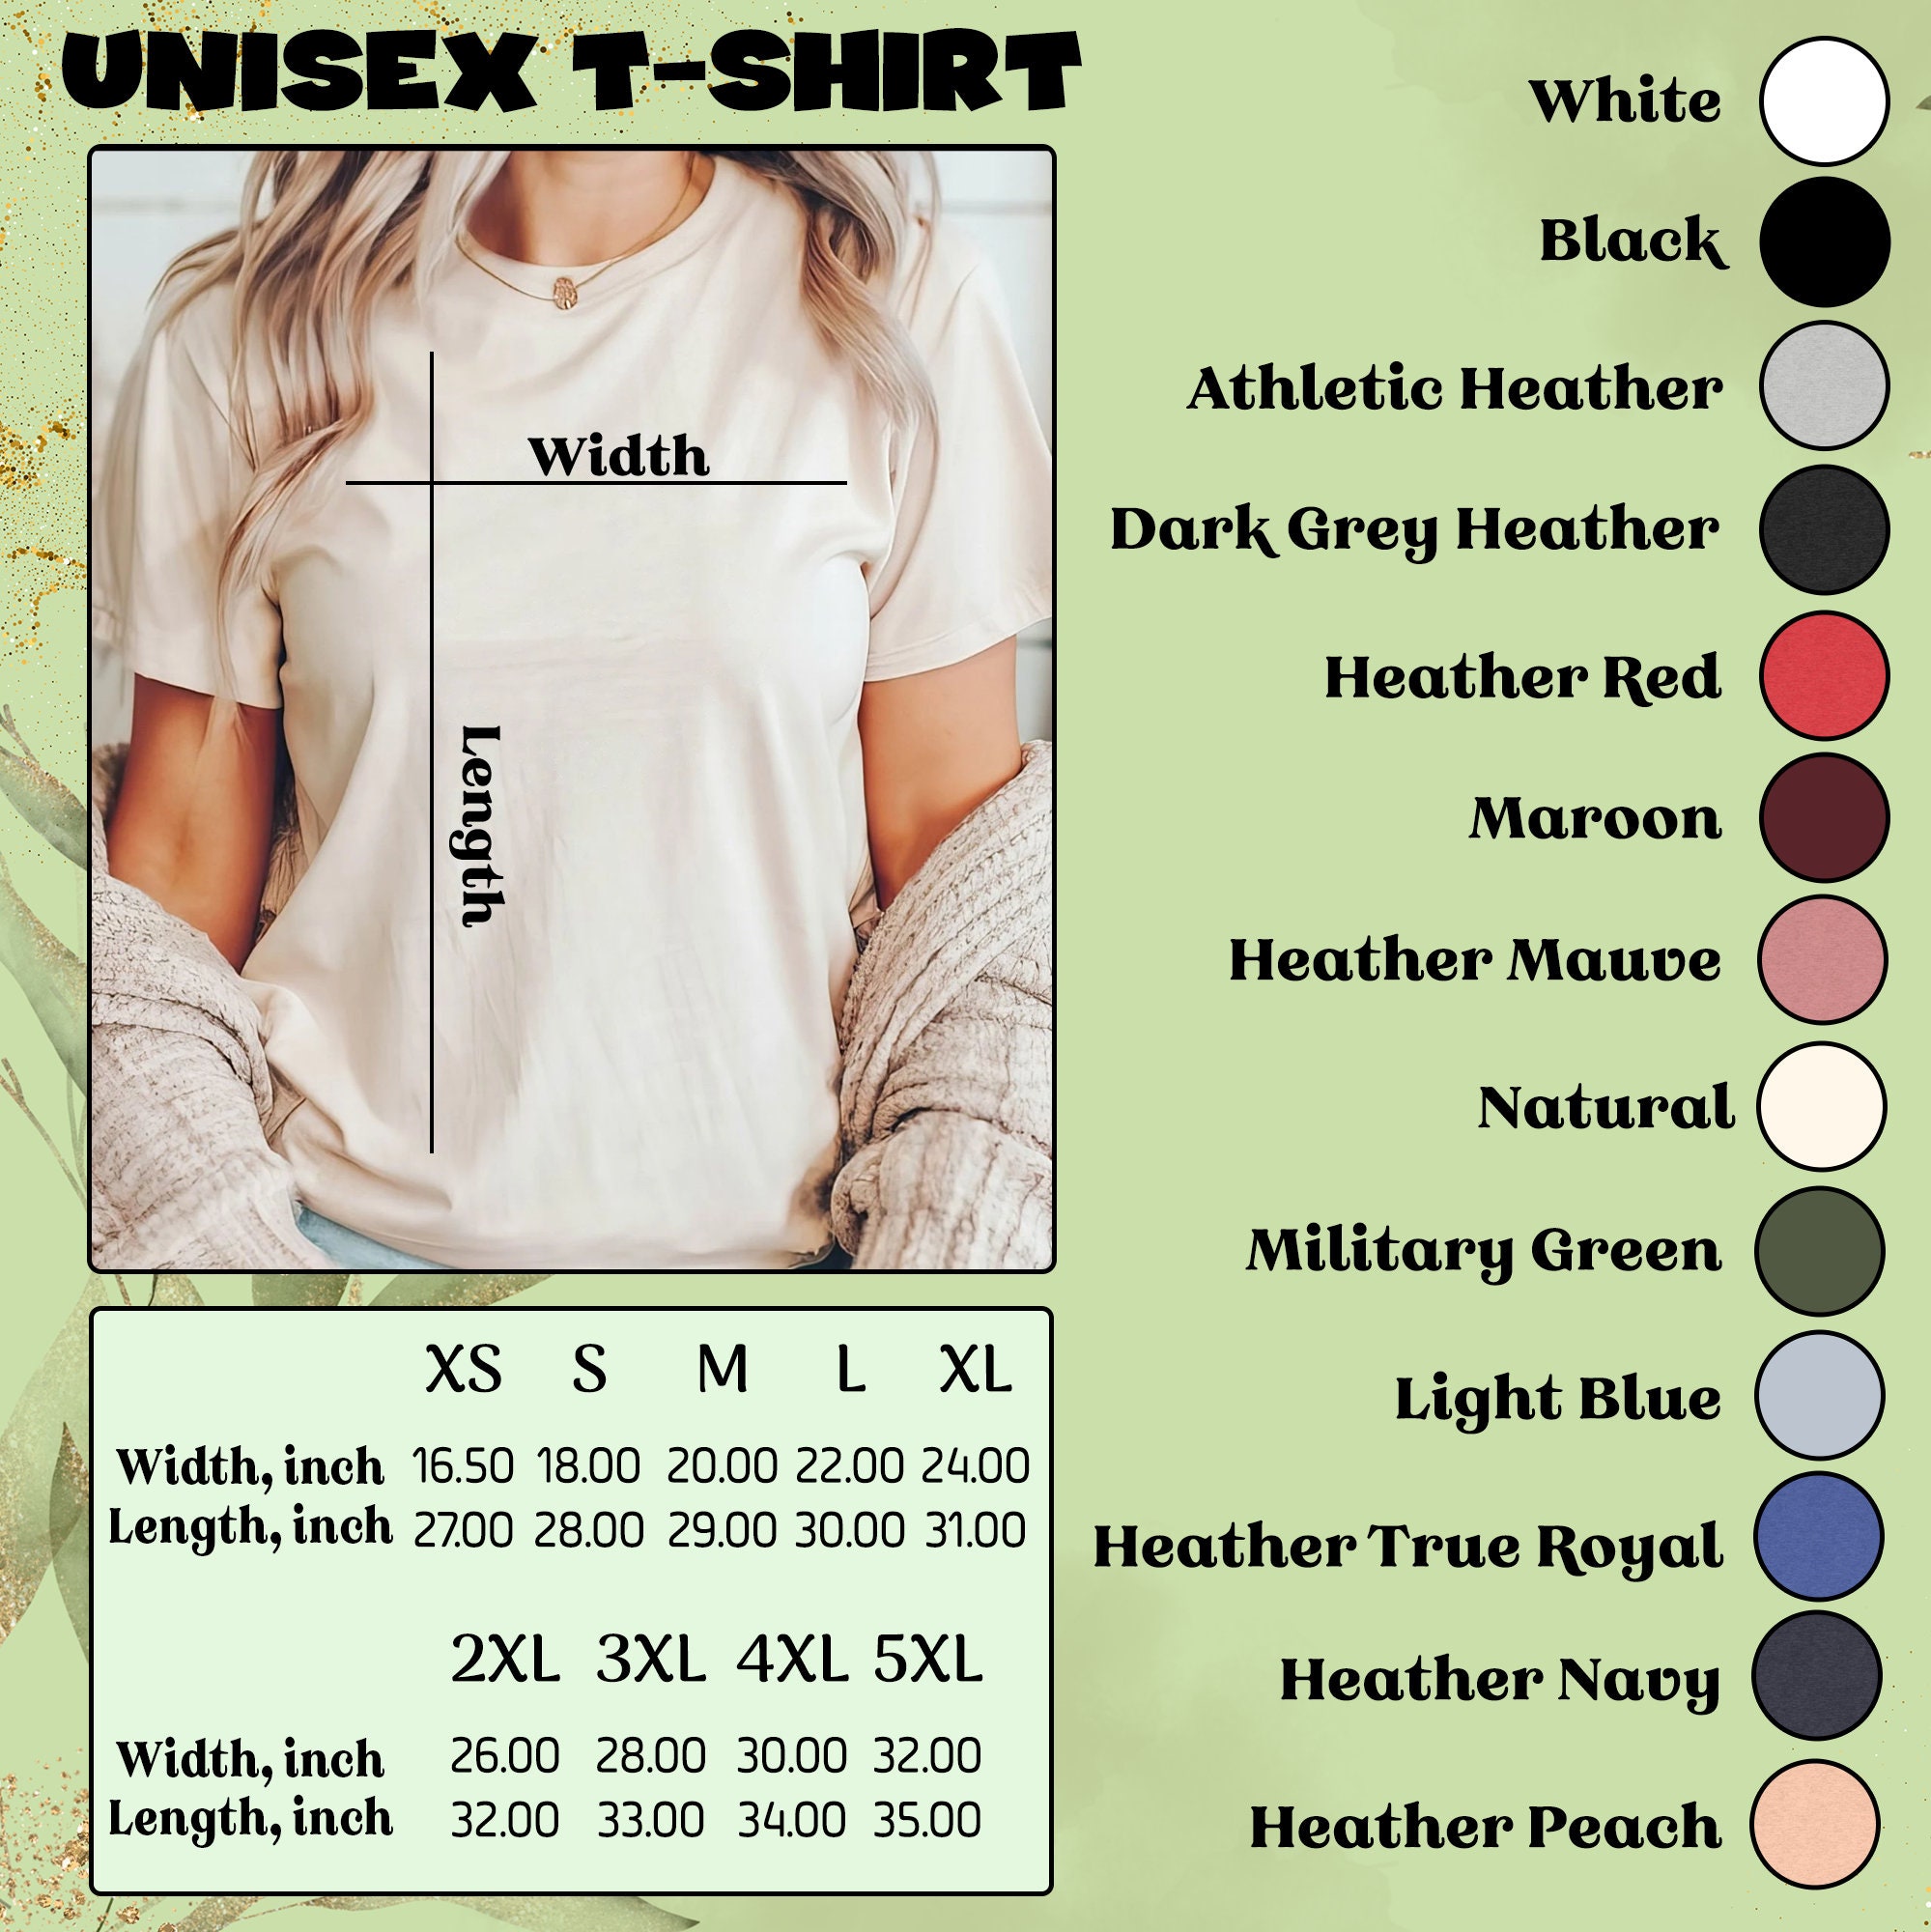 UNISEX T-SHIRT
Width
Length
White
Black
Athletic Heather
Dark Grey Heather
Heather Red
Maroon
Heather Mauve
Natural
Military Green
Light Blue
Heather True Royal
Heather Navy
Heather Peach
XS S M L XL
Width, inch 16.50 18.00 20.00 22.00 24.00
Length, inch 27.00 28.00 29.00 30.00 31.00
2XL 3XL 4XL 5XL
Width, inch 26.00 28.00 30.00 32.00
Length, inch 32.00 33.00 34.00 35.00